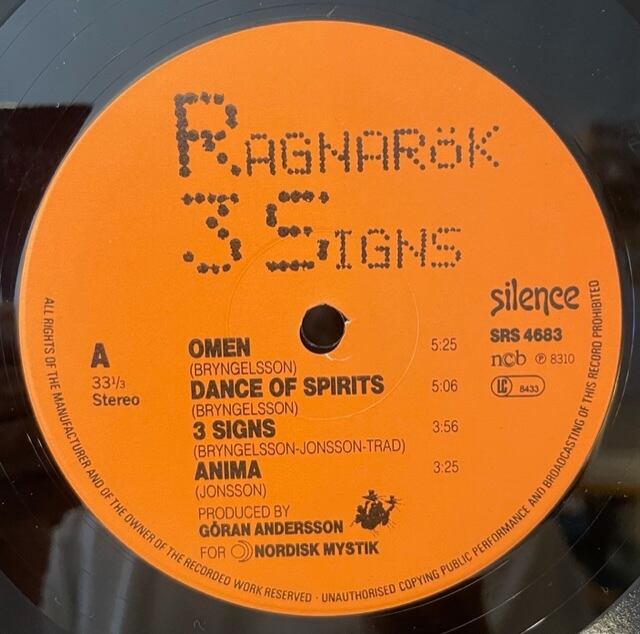 RAGNARöK
3 SIGNS
silence
SRS 4683
ncb ℗ 8310
LC 8433
A
33 1/3
Stereo
OMEN 5:25
(BRYNGELSSON)
DANCE OF SPIRITS 5:06
(BRYNGELSSON)
3 SIGNS 3:56
(BRYNGELSSON-JONSSON-TRAD)
ANIMA 3:25
(JONSSON)
PRODUCED BY
GÖRAN ANDERSSON
FOR NORDISK MYSTIK
ALL RIGHTS OF THE MANUFACTURER AND OF THE OWNER OF THE RECORDED WORK RESERVED · UNAUTHORISED COPYING PUBLIC PERFORMANCE AND BROADCASTING OF THIS RECORD PROHIBITED